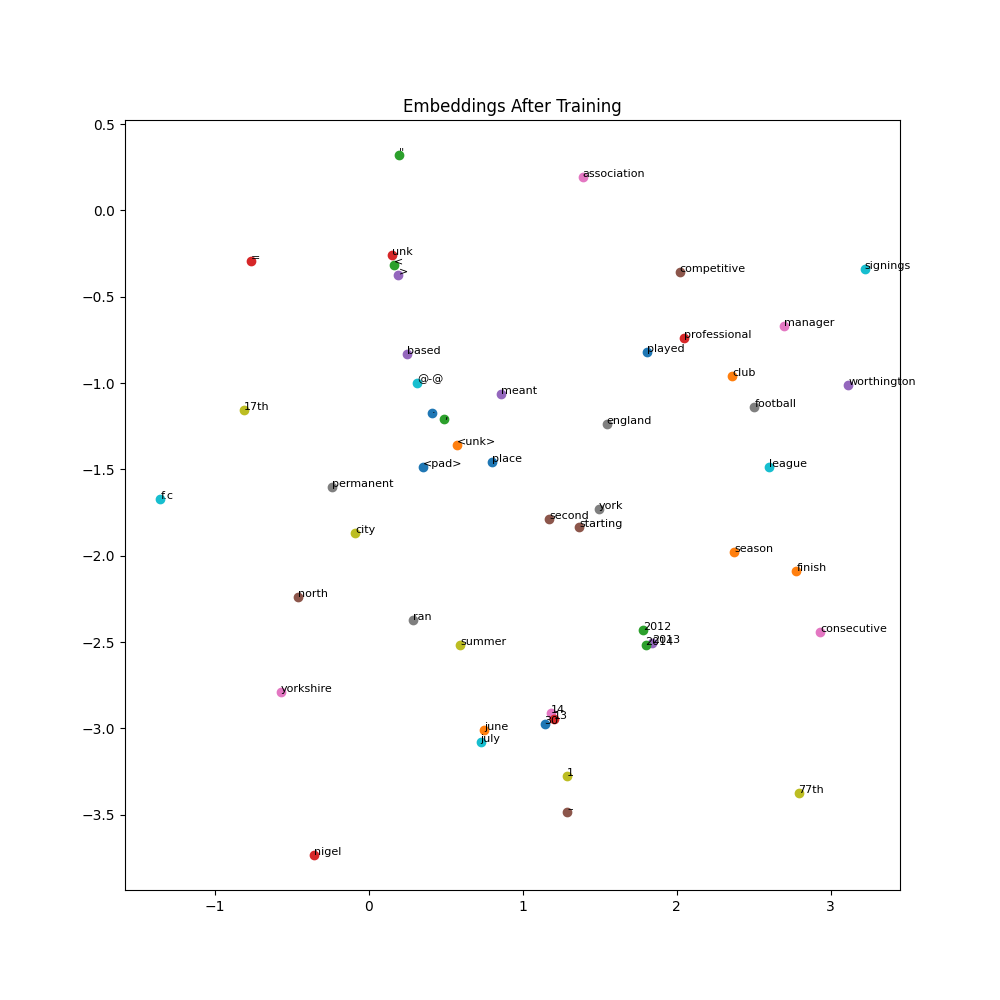 Embeddings After Training
0.5
"
association
0.0
unk
=
<
>
competitive
signings
−0.5
manager
professional
played
based
club
@-@
−1.0
worthington
meant
football
17th
england
<unk>
place
<pad>
league
−1.5
permanent
f.c
york
second
starting
city
season
−2.0
finish
north
ran
2012
consecutive
2013
2014
summer
−2.5
yorkshire
14
13
30
june
−3.0
july
1
77th
−3.5
-
nigel
−1
0
1
2
3